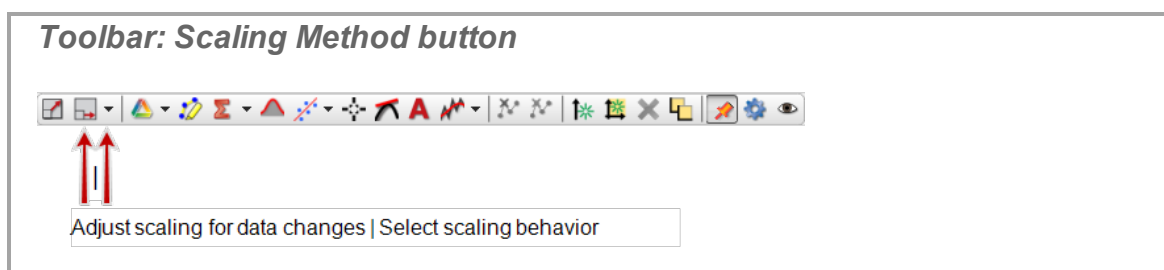 Toolbar: Scaling Method button
A
|
Adjust scaling for data changes | Select scaling behavior